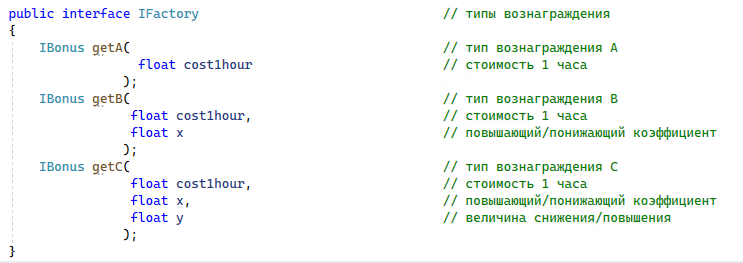 public interface IFactory // типы вознаграждения
{
IBonus getA( // тип вознаграждения A
float cost1hour // стоимость 1 часа
);
IBonus getB( // тип вознаграждения B
float cost1hour, // стоимость 1 часа
float x // повышающий/понижающий коэффициент
);
IBonus getC( // тип вознаграждения C
float cost1hour, // стоимость 1 часа
float x, // повышающий/понижающий коэффициент
float y // величина снижения/повышения
);
}